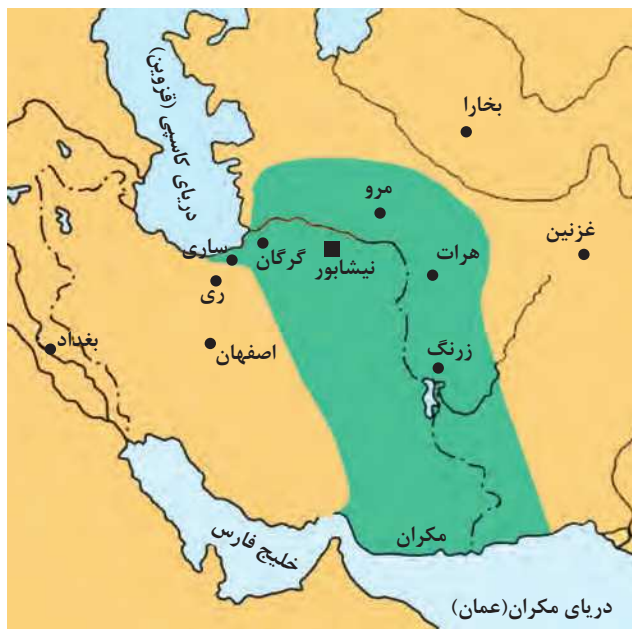 دریای کاسپی (قزوین)
بخارا
مرو
غزنین
ساری
گرگان
نیشابور
هرات
ری
بغداد
اصفهان
زرنگ
مکران
خلیج فارس
دریای مکران(عمان)